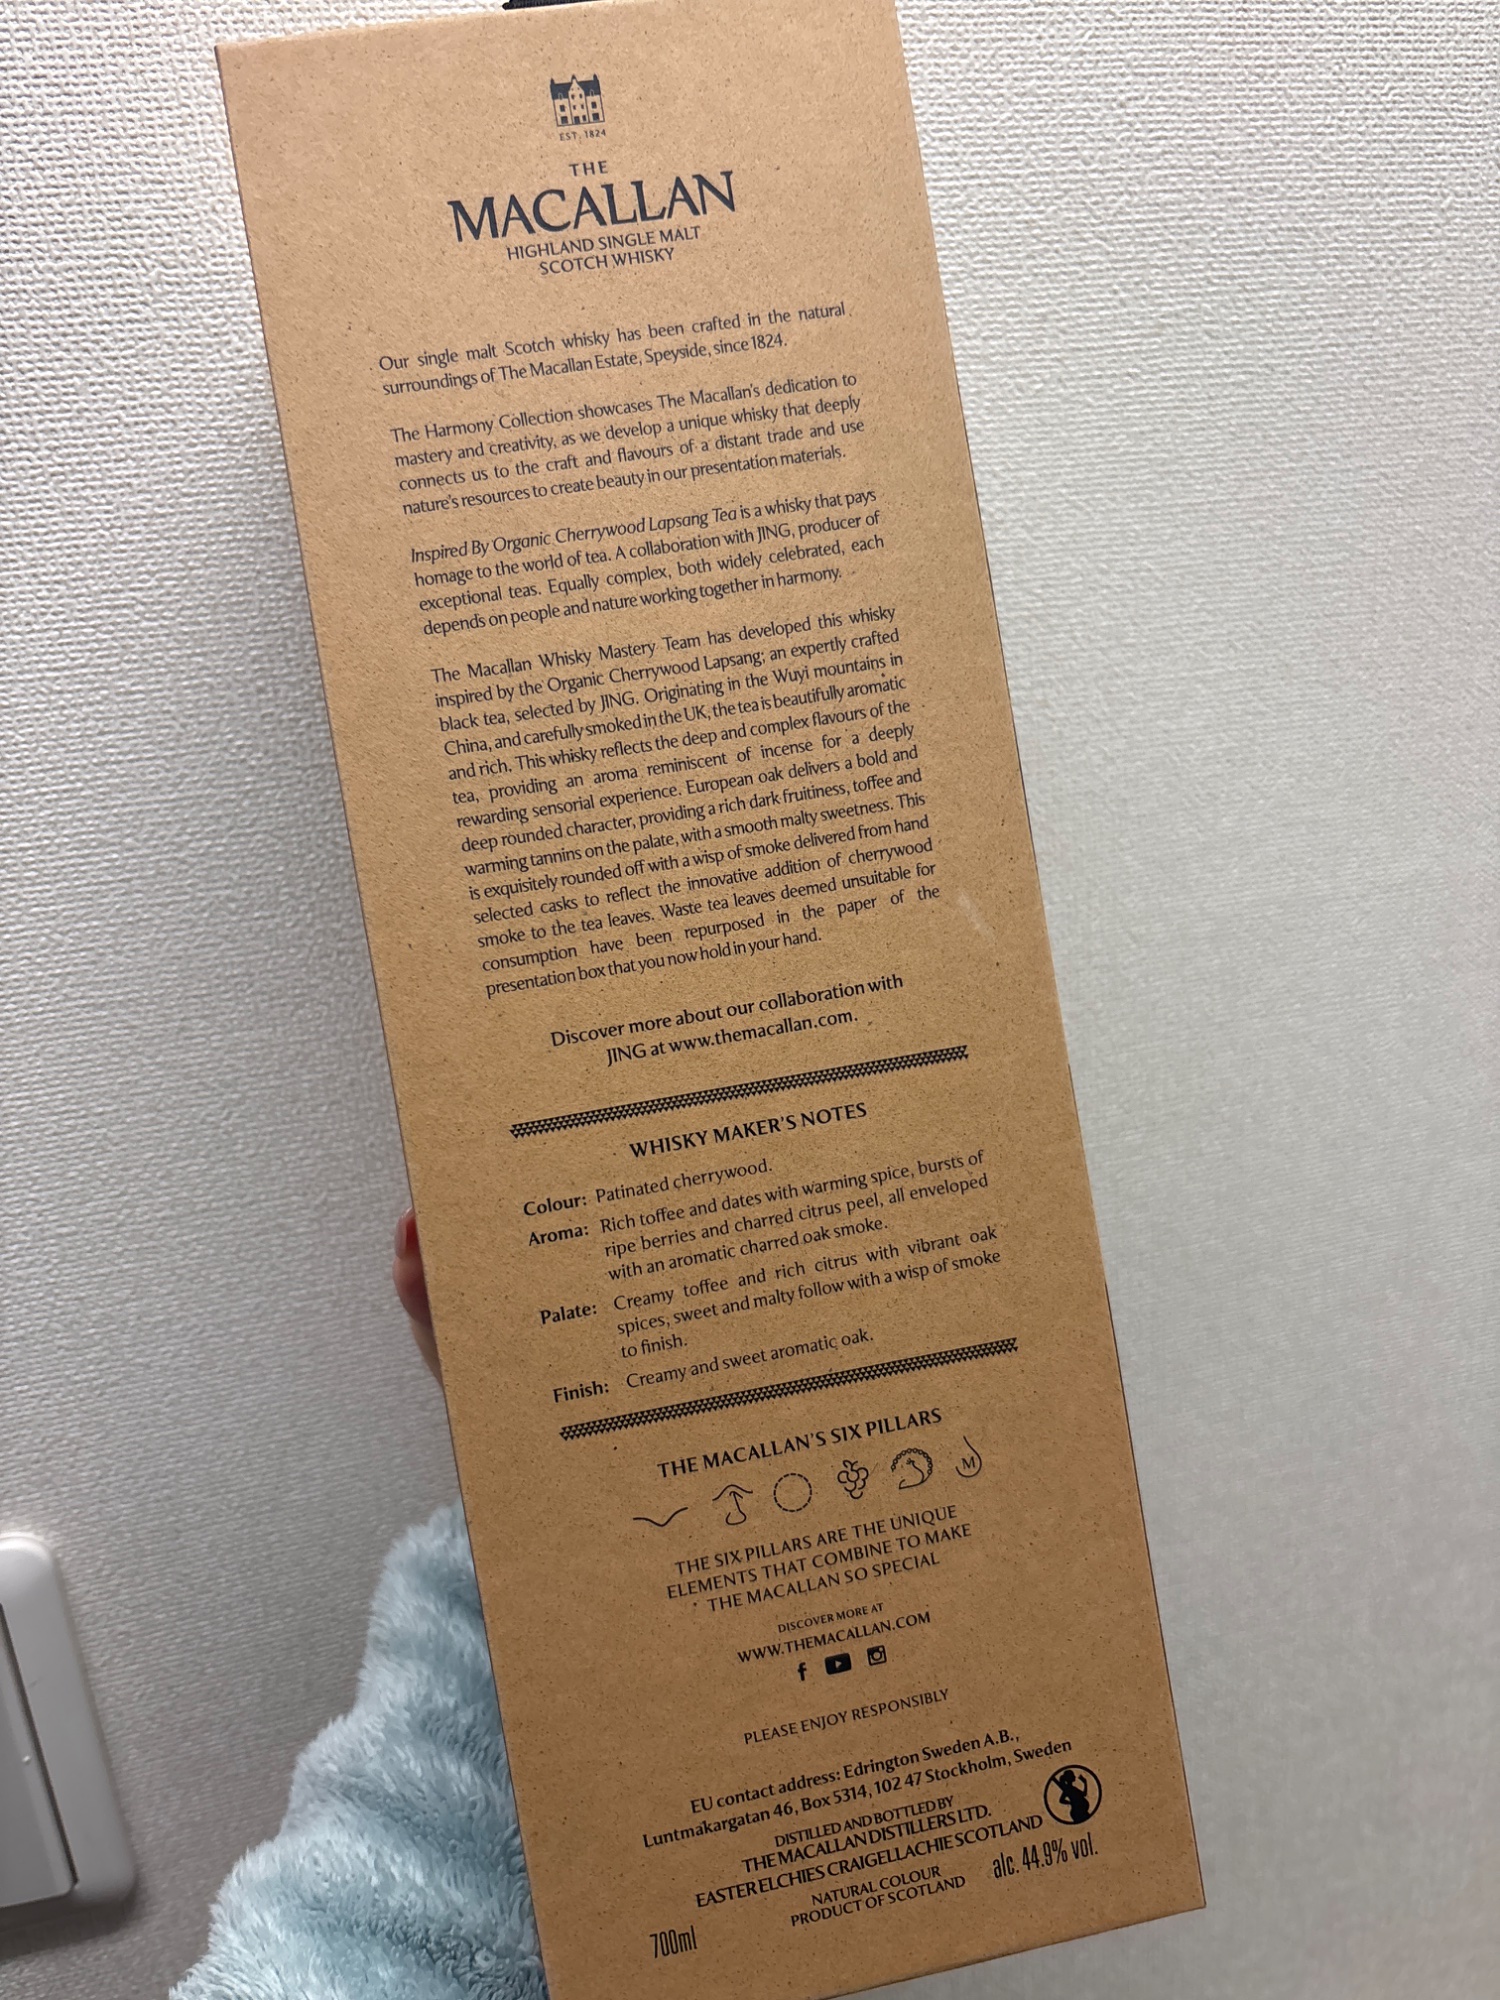 EST. 1824
THE
MACALLAN
HIGHLAND SINGLE MALT
SCOTCH WHISKY
Our single malt Scotch whisky has been crafted in the natural
surroundings of The Macallan Estate, Speyside, since 1824.
The Harmony Collection showcases The Macallan's dedication to
mastery and creativity, as we develop a unique whisky that deeply
connects us to the craft and flavours of a distant trade and use
nature's resources to create beauty in our presentation materials.
Inspired By Organic Cherrywood Lapsang Tea is a whisky that pays
homage to the world of tea. A collaboration with JING, producer of
exceptional teas. Equally complex, both widely celebrated, each
depends on people and nature working together in harmony.
The Macallan Whisky Mastery Team has developed this whisky
inspired by the Organic Cherrywood Lapsang; an expertly crafted
black tea, selected by JING. Originating in the Wuyi mountains in
China, and carefully smoked in the UK, the tea is beautifully aromatic
and rich. This whisky reflects the deep and complex flavours of the
tea, providing an aroma reminiscent of incense for a deeply
rewarding sensorial experience. European oak delivers a bold and
deep rounded character, providing a rich dark fruitiness, toffee and
warming tannins on the palate, with a smooth malty sweetness. This
is exquisitely rounded off with a wisp of smoke delivered from hand
selected casks to reflect the innovative addition of cherrywood
smoke to the tea leaves. Waste tea leaves deemed unsuitable for
consumption have been repurposed in the paper of the
presentation box that you now hold in your hand.
Discover more about our collaboration with
JING at www.themacallan.com.
WHISKY MAKER'S NOTES
Colour: Patinated cherrywood.
Aroma: Rich toffee and dates with warming spice, bursts of
ripe berries and charred citrus peel, all enveloped
with an aromatic charred oak smoke.
Palate: Creamy toffee and rich citrus with vibrant oak
spices, sweet and malty follow with a wisp of smoke
to finish.
Finish: Creamy and sweet aromatic oak.
THE MACALLAN'S SIX PILLARS
M
THE SIX PILLARS ARE THE UNIQUE
ELEMENTS THAT COMBINE TO MAKE
THE MACALLAN SO SPECIAL
DISCOVER MORE AT
WWW.THEMACALLAN.COM
PLEASE ENJOY RESPONSIBLY
EU contact address: Edrington Sweden A.B.,
Luntmakargatan 46, Box 5314, 102 47 Stockholm, Sweden
DISTILLED AND BOTTLED BY
THE MACALLAN DISTILLERS LTD.
EASTER ELCHIES CRAIGELLACHIE SCOTLAND
NATURAL COLOUR
PRODUCT OF SCOTLAND
alc. 44.9% vol.
700ml